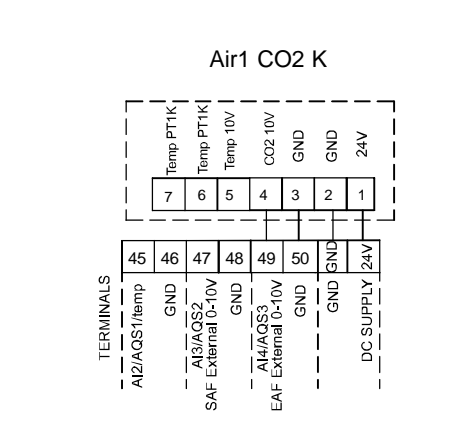 Air1 CO2 K
Temp PT1K
Temp PT1K
Temp 10V
CO2 10V
GND
GND
24V
7 6 5 4 3 2 1
45 46 47 48 49 50 GND 24V
TERMINALS
AI2/AQS1/temp
GND
AI3/AQS2
SAF External 0-10V
GND
AI4/AQS3
EAF External 0-10V
GND
GND
DC SUPPLY